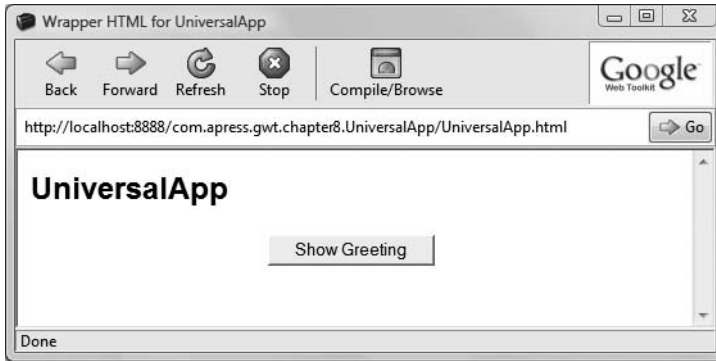 Wrapper HTML for UniversalApp
Back Forward Refresh Stop Compile/Browse
Google
Web Toolkit
http://localhost:8888/com.apress.gwt.chapter8.UniversalApp/UniversalApp.html Go
UniversalApp
Show Greeting
Done